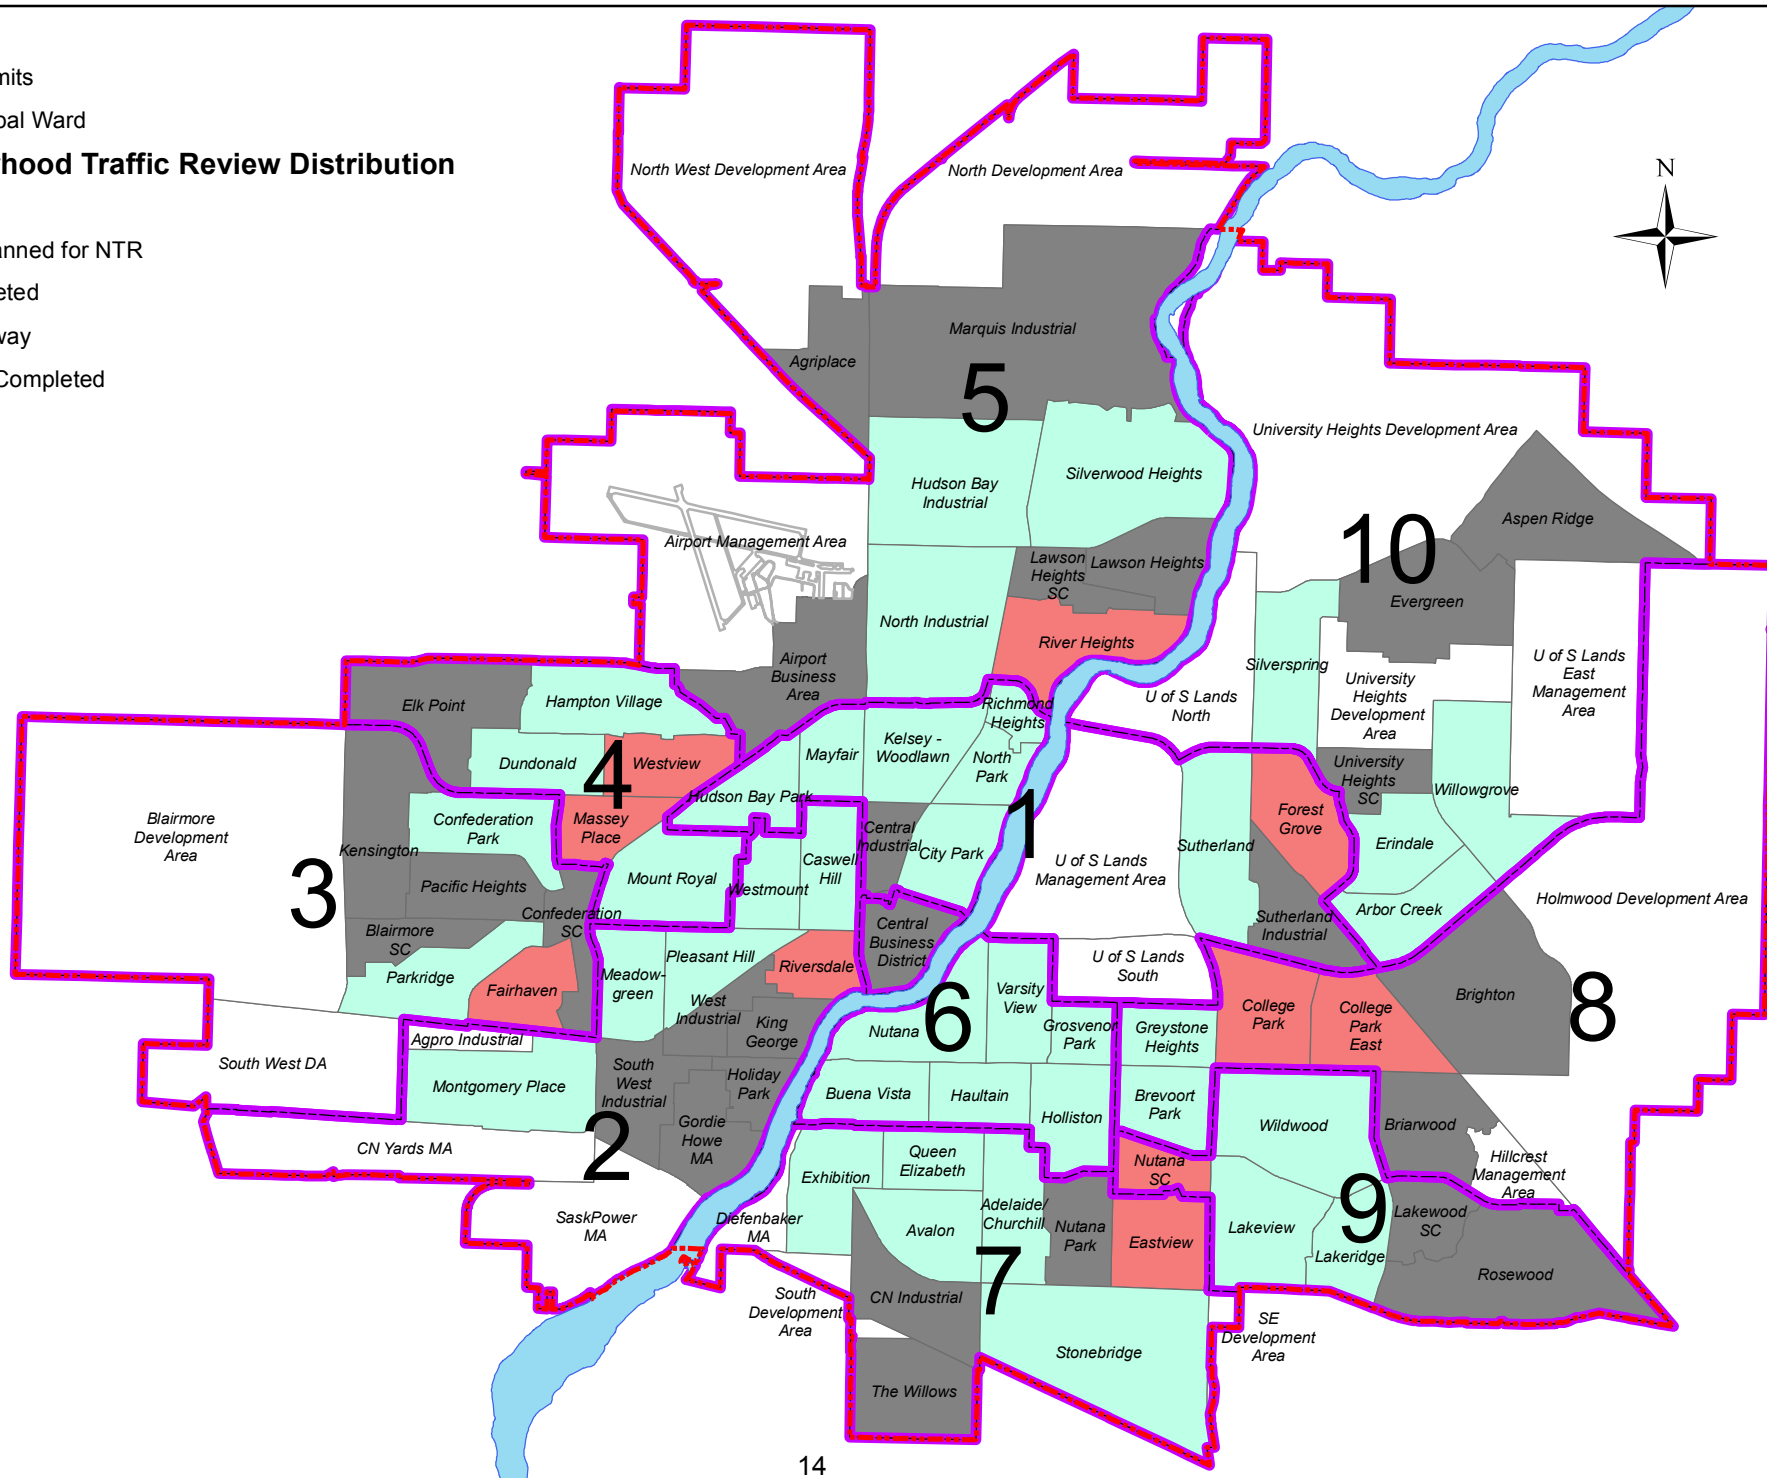 mits
pal Ward
hood Traffic Review Distribution
nned for NTR
eted
way
Completed
N
North West Development Area
North Development Area
Marquis Industrial
Agriplace
5
University Heights Development Area
Hudson Bay
Industrial
Silverwood Heights
10
Aspen Ridge
Airport Management Area
Lawson
Heights
SC
Lawson Heights
Evergreen
North Industrial
River Heights
Airport
Business
Area
Silverspring
University
Heights
Development
Area
U of S Lands
East
Management
Area
U of S Lands
North
Elk Point
Hampton Village
Richmond
Heights
Kelsey -
Woodlawn
Mayfair
North
Park
Dundonald
4
Westview
Hudson Bay Park
University
Heights
SC
Willowgrove
Blairmore
Development
Area
Confederation
Park
Massey
Place
1
Forest
Grove
Central
Industrial
City Park
Sutherland
Erindale
Kensington
Caswell
Hill
U of S Lands
Management Area
3
Pacific Heights
Mount Royal
Westmount
Holmwood Development Area
Confederation
SC
Arbor Creek
Sutherland
Industrial
Blairmore
SC
Central
Business
District
Parkridge
Fairhaven
Meadow-
green
Pleasant Hill
Riversdale
U of S Lands
South
Brighton
8
Varsity
View
6
West
Industrial
King
George
Nutana
Grosvenor
Park
Greystone
Heights
College
Park
College
Park
East
Agpro Industrial
South West DA
Montgomery Place
South
West
Industrial
Holiday
Park
Buena Vista
Haultain
Holliston
Brevoort
Park
Wildwood
Briarwood
Gordie
Howe
MA
2
CN Yards MA
Queen
Elizabeth
Exhibition
Nutana
SC
Hillcrest
Management
Area
SaskPower
MA
Diefenbaker
MA
Avalon
Adelaide/
Churchill
Nutana
Park
Eastview
Lakeview
9
Lakewood
SC
Lakeridge
Rosewood
7
CN Industrial
South
Development
Area
SE
Development
Area
Stonebridge
The Willows
14